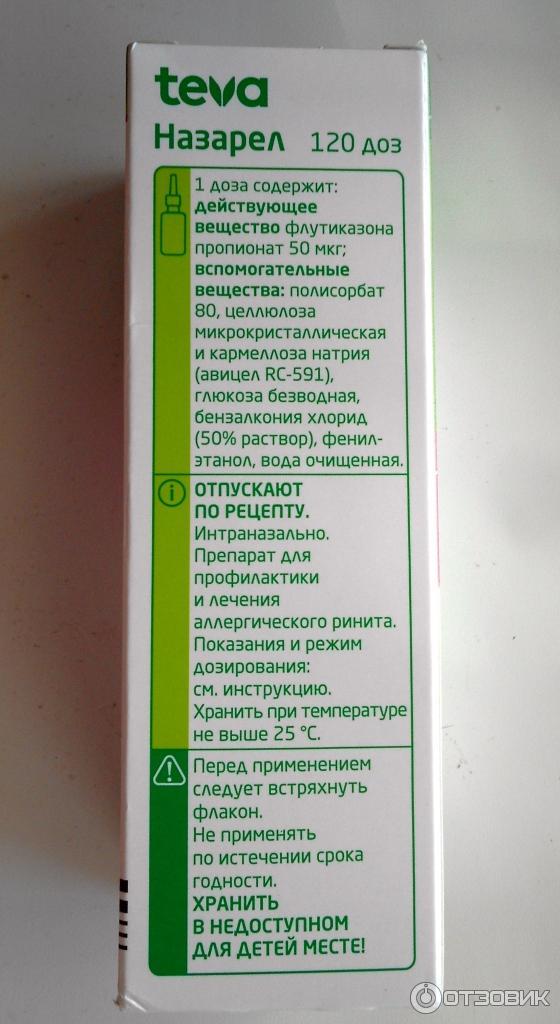 teva
Назарел 120 доз
1 доза содержит:
действующее
вещество флутиказона
пропионат 50 мкг;
вспомогательные
вещества: полисорбат
80, целлюлоза
микрокристаллическая
и кармеллоза натрия
(авицел RC-591),
глюкоза безводная,
бензалкония хлорид
(50% раствор), фенил-
этанол, вода очищенная.
ОТПУСКАЮТ
ПО РЕЦЕПТУ.
Интраназально.
Препарат для
профилактики
и лечения
аллергического ринита.
Показания и режим
дозирования:
см. инструкцию.
Хранить при температуре
не выше 25 °C.
Перед применением
следует встряхнуть
флакон.
Не применять
по истечении срока
годности.
ХРАНИТЬ
В НЕДОСТУПНОМ
ДЛЯ ДЕТЕЙ МЕСТЕ!
ОТЗОВИК